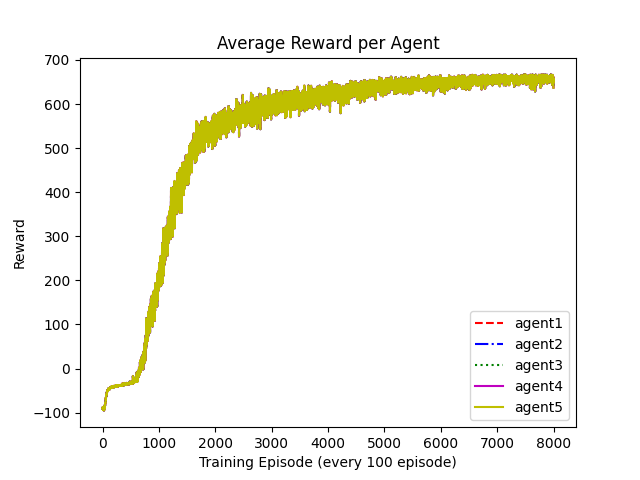 Average Reward per Agent
700
600
500
400
300
200
100
0
−100
Reward
0 1000 2000 3000 4000 5000 6000 7000 8000
Training Episode (every 100 episode)
agent1
agent2
agent3
agent4
agent5